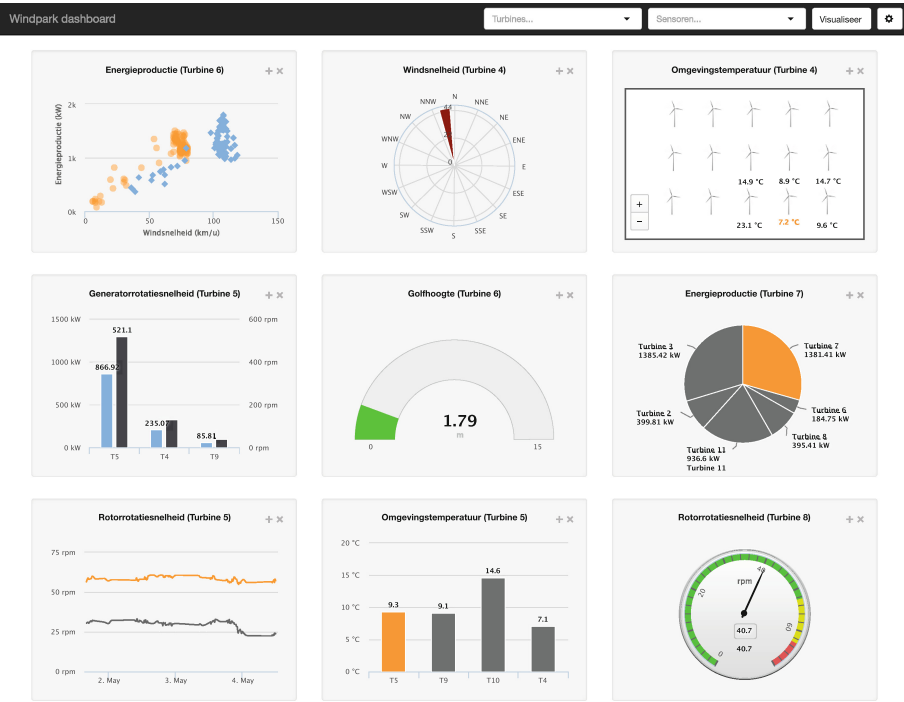 Windpark dashboard
Turbines...
Sensoren...
Visualiseer
Energieproductie (Turbine 6)
Energieproductie (kW)
2k
1k
0k
0
50
100
150
Windsnelheid (km/u)
Windsnelheid (Turbine 4)
N
NNE
NE
ENE
E
ESE
SE
SSE
S
SSW
SW
WSW
W
WNW
NW
NNW
44
0
Omgevingstemperatuur (Turbine 4)
14.9 °C 8.9 °C 14.7 °C
23.1 °C 7.2 °C 9.6 °C
+
−
Generatorrotatiesnelheid (Turbine 5)
1500 kW
1000 kW
500 kW
0 kW
600 rpm
400 rpm
200 rpm
0 rpm
866.92
521.1
235.07
85.81
T5 T4 T9
Golfhoogte (Turbine 6)
1.79
m
0
15
Energieproductie (Turbine 7)
Turbine 7
1381.41 kW
Turbine 6
184.75 kW
Turbine 8
395.41 kW
Turbine 11
936.6 kW
Turbine 11
Turbine 2
399.81 kW
Turbine 3
1385.42 kW
Rotorrotatiesnelheid (Turbine 5)
75 rpm
50 rpm
25 rpm
0 rpm
2. May 3. May 4. May
Omgevingstemperatuur (Turbine 5)
20 °C
15 °C
10 °C
5 °C
0 °C
9.3
9.1
14.6
7.1
T5 T9 T10 T4
Rotorrotatiesnelheid (Turbine 8)
0
20
40
60
rpm
40.7
40.7